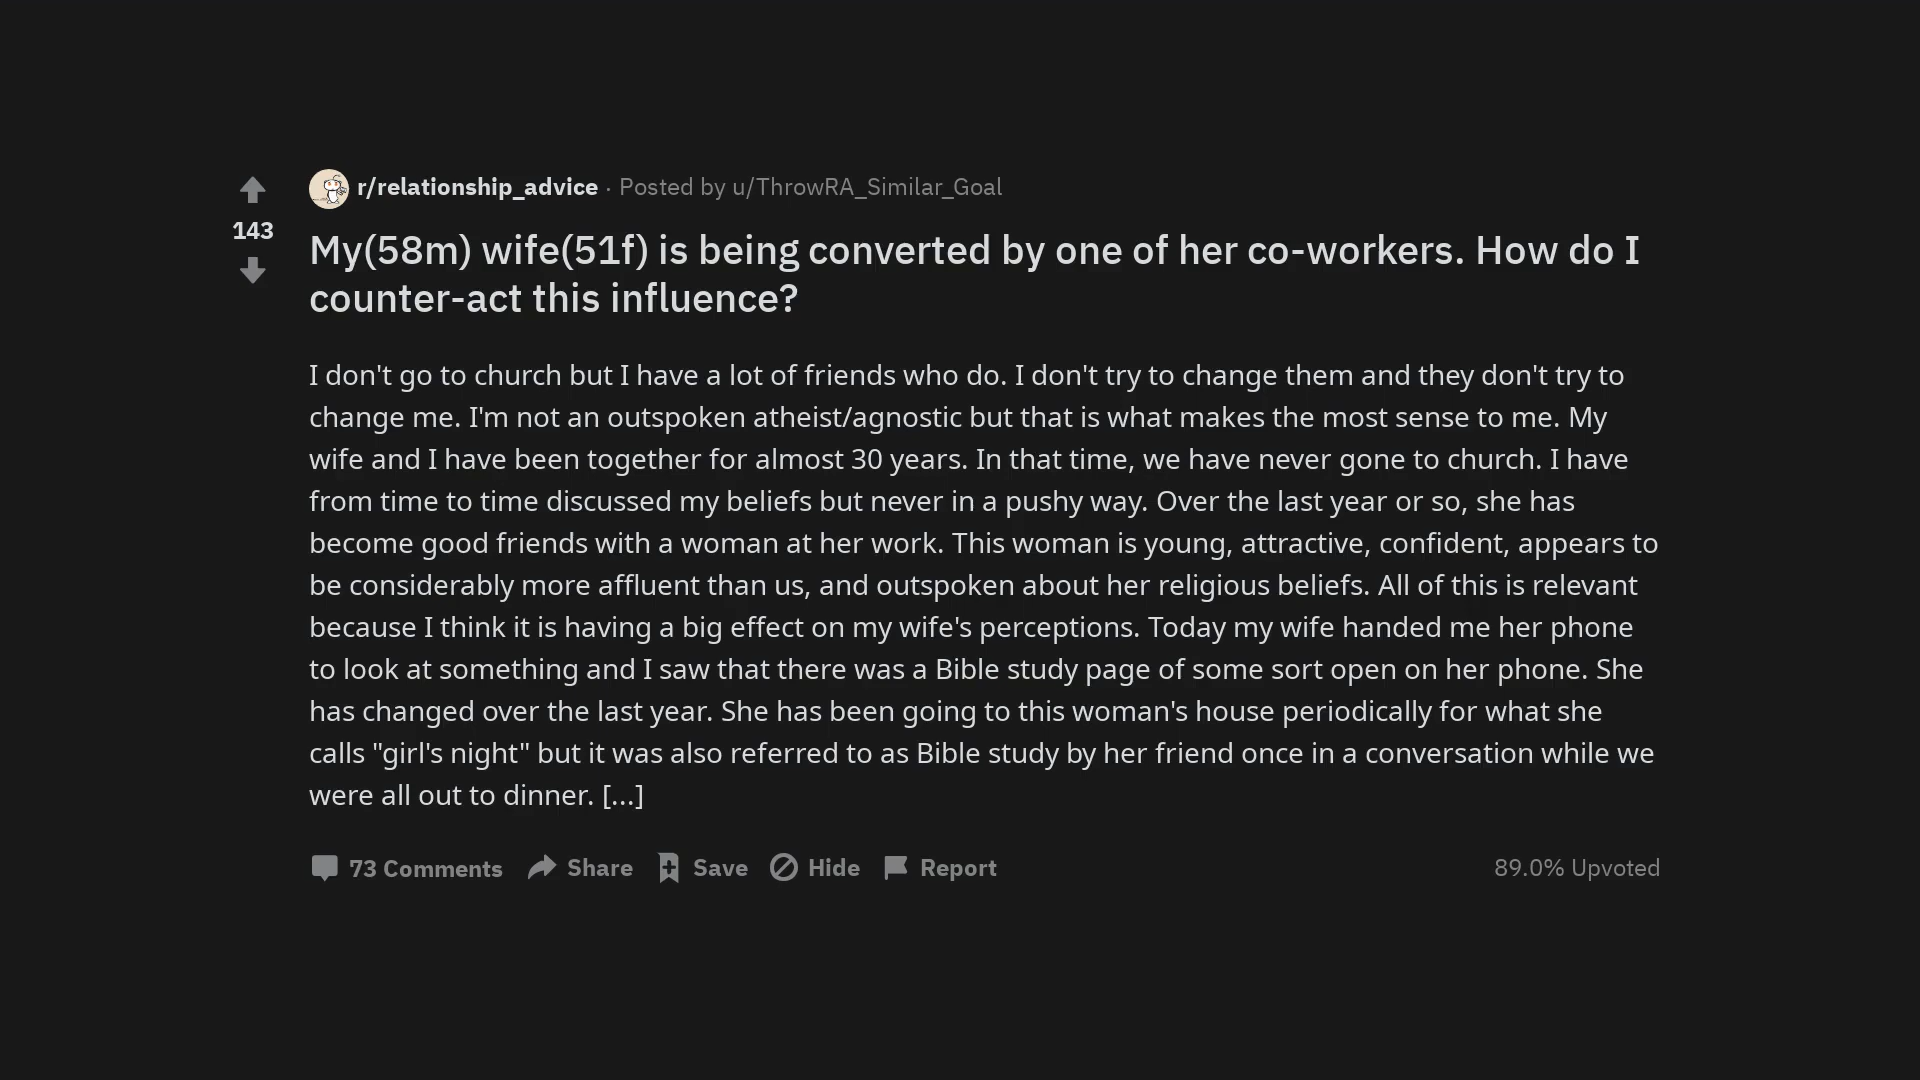 r/relationship_advice · Posted by u/ThrowRA_Similar_Goal
143
My(58m) wife(51f) is being converted by one of her co-workers. How do I
counter-act this influence?
I don't go to church but I have a lot of friends who do. I don't try to change them and they don't try to
change me. I'm not an outspoken atheist/agnostic but that is what makes the most sense to me. My
wife and I have been together for almost 30 years. In that time, we have never gone to church. I have
from time to time discussed my beliefs but never in a pushy way. Over the last year or so, she has
become good friends with a woman at her work. This woman is young, attractive, confident, appears to
be considerably more affluent than us, and outspoken about her religious beliefs. All of this is relevant
because I think it is having a big effect on my wife's perceptions. Today my wife handed me her phone
to look at something and I saw that there was a Bible study page of some sort open on her phone. She
has changed over the last year. She has been going to this woman's house periodically for what she
calls "girl's night" but it was also referred to as Bible study by her friend once in a conversation while we
were all out to dinner. [...]
73 Comments Share Save Hide Report 89.0% Upvoted